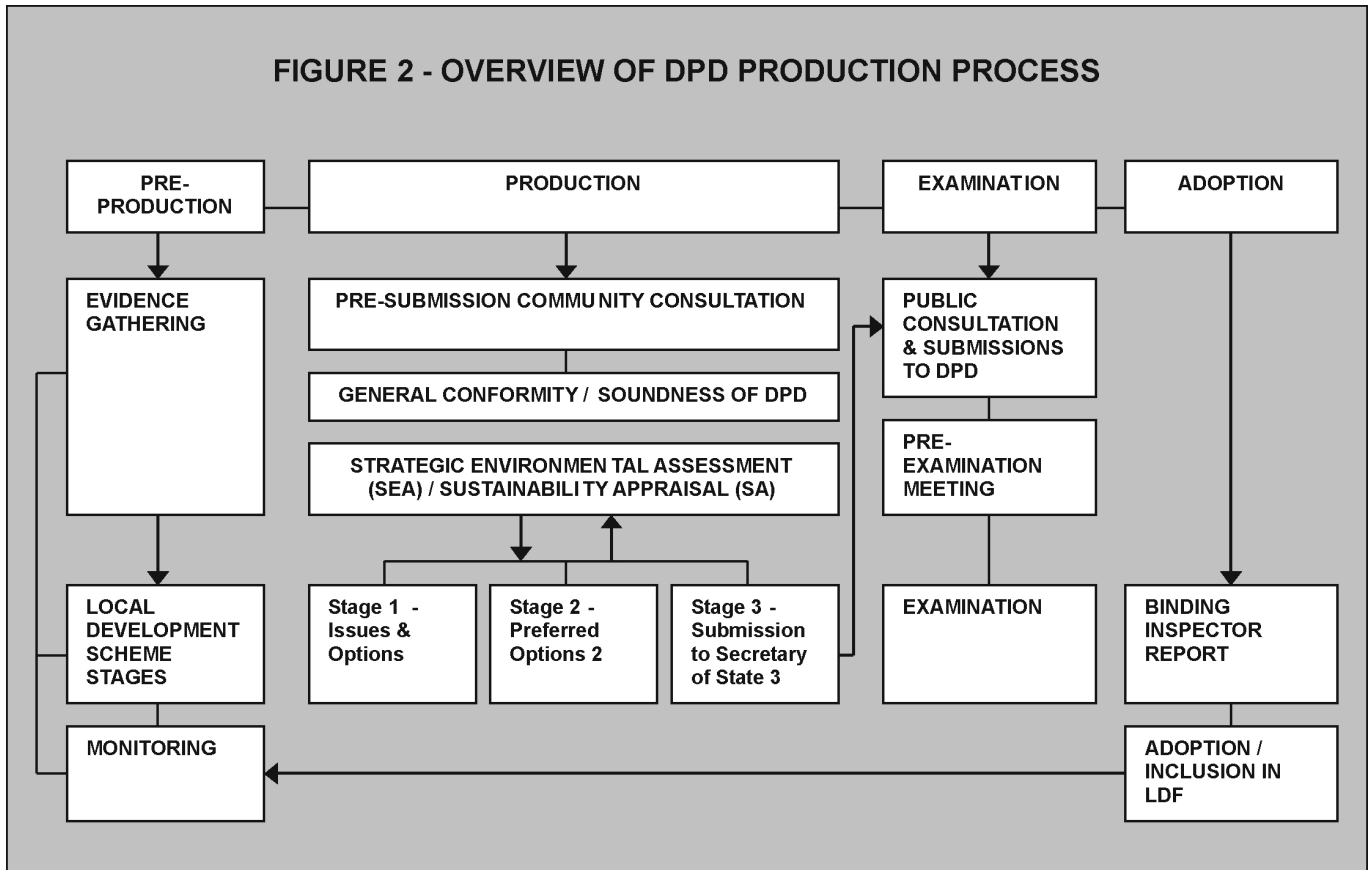 FIGURE 2 - OVERVIEW OF DPD PRODUCTION PROCESS
PRE-
PRODUCTION
PRODUCTION
EXAMINATION
ADOPTION
EVIDENCE
GATHERING
PRE-SUBMISSION COMMUNITY CONSULTATION
PUBLIC
CONSULTATION
& SUBMISSIONS
TO DPD
GENERAL CONFORMITY / SOUNDNESS OF DPD
STRATEGIC ENVIRONMENTAL ASSESSMENT
(SEA) / SUSTAINABILITY APPRAISAL (SA)
PRE-
EXAMINATION
MEETING
LOCAL
DEVELOPMENT
SCHEME
STAGES
Stage 1 -
Issues &
Options
Stage 2 -
Preferred
Options 2
Stage 3 -
Submission
to Secretary
of State 3
EXAMINATION
BINDING
INSPECTOR
REPORT
MONITORING
ADOPTION /
INCLUSION IN
LDF